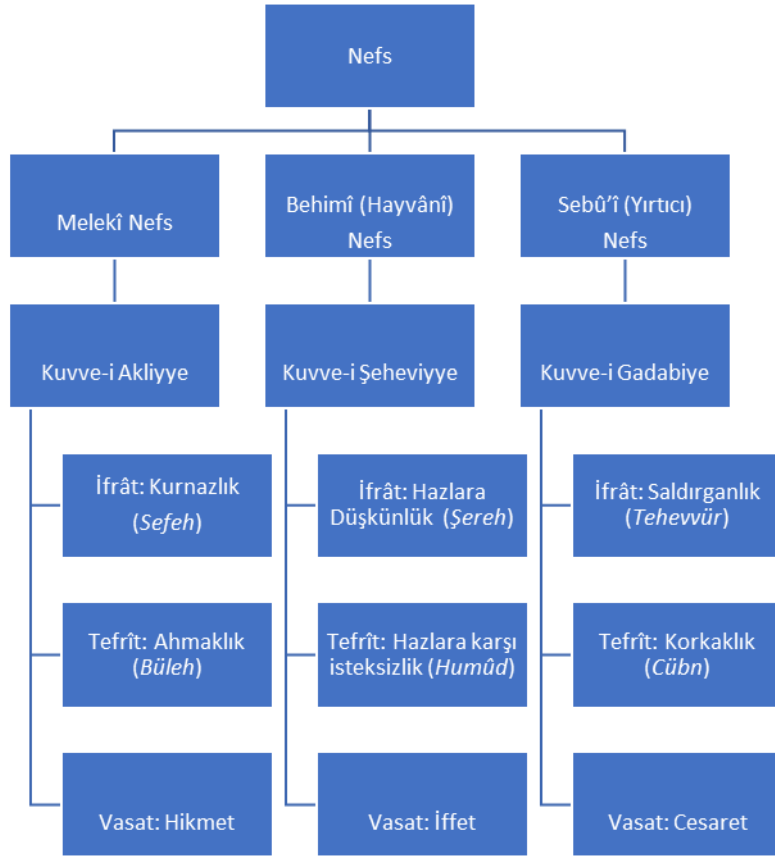 Nefs
Melekî Nefs
Behimî (Hayvânî)
Nefs
Sebû’î (Yırtıcı)
Nefs
Kuvve-i Akliyye
Kuvve-i Şeheviyye
Kuvve-i Gadabiye
İfrât: Kurnazlık
(Sefeh)
İfrât: Hazlara
Düşkünlük (Şereh)
İfrât: Saldırganlık
(Tehevvür)
Tefrît: Ahmaklık
(Büleh)
Tefrît: Hazlara karşı
isteksizlik (Humûd)
Tefrît: Korkaklık
(Cübn)
Vasat: Hikmet
Vasat: İffet
Vasat: Cesaret